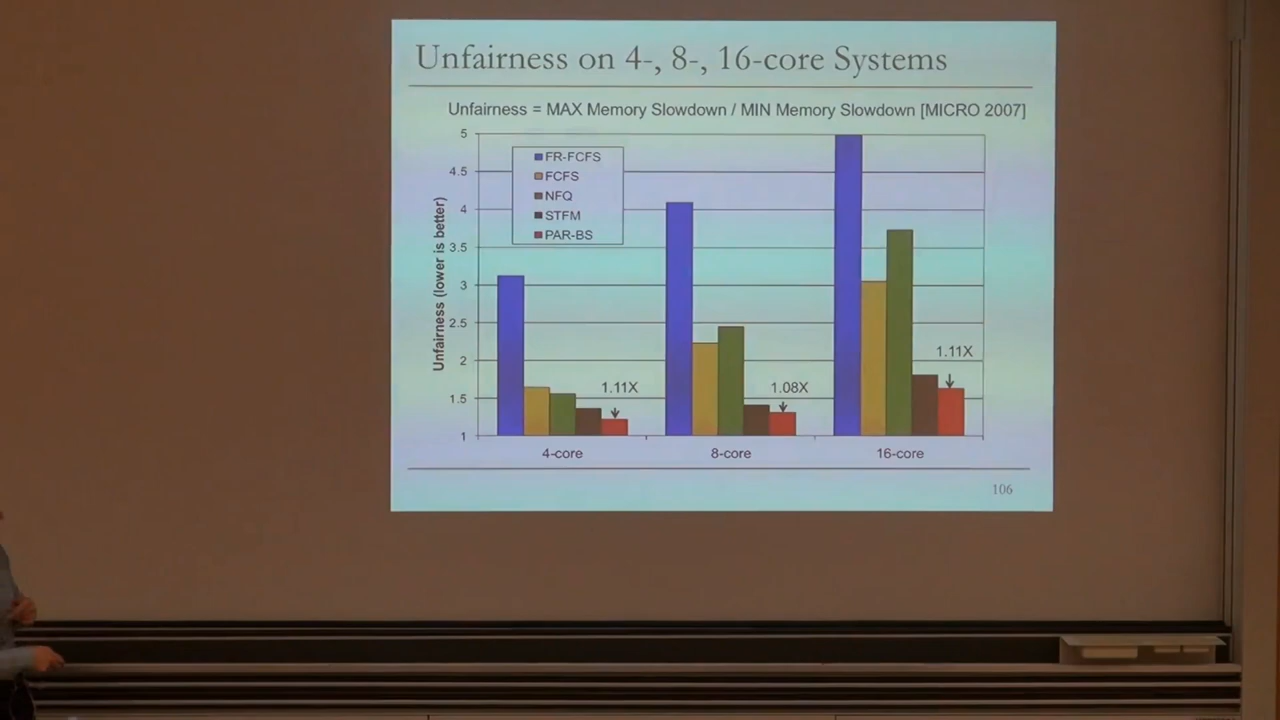 Unfairness on 4-, 8-, 16-core Systems
Unfairness = MAX Memory Slowdown / MIN Memory Slowdown [MICRO 2007]
Unfairness (lower is better)
5
4.5
4
3.5
3
2.5
2
1.5
1
FR-FCFS
FCFS
NFQ
STFM
PAR-BS
1.11X
1.08X
1.11X
4-core
8-core
16-core
106